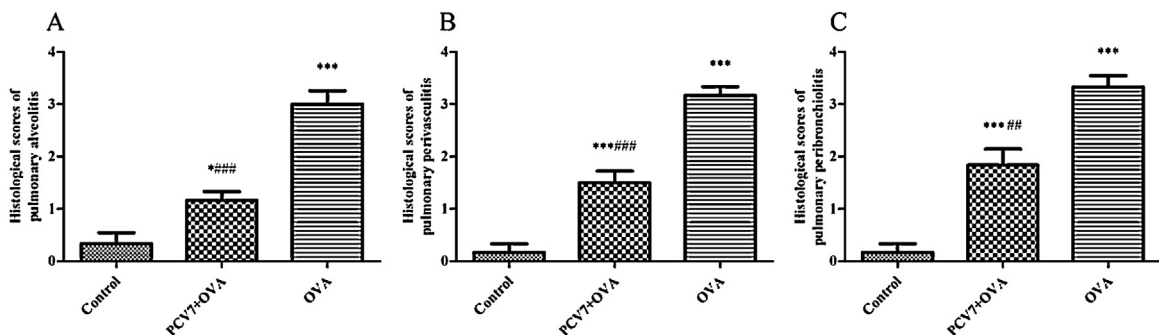 A
Histological scores of
pulmonary alveolitis
4
3
2
1
0
*###
***
Control
PCV7+OVA
OVA
B
Histological scores of
pulmonary perivasculitis
4
3
2
1
0
***###
***
Control
PCV7+OVA
OVA
C
Histological scores of
pulmonary peribronchiolitis
4
3
2
1
0
***##
***
Control
PCV7+OVA
OVA